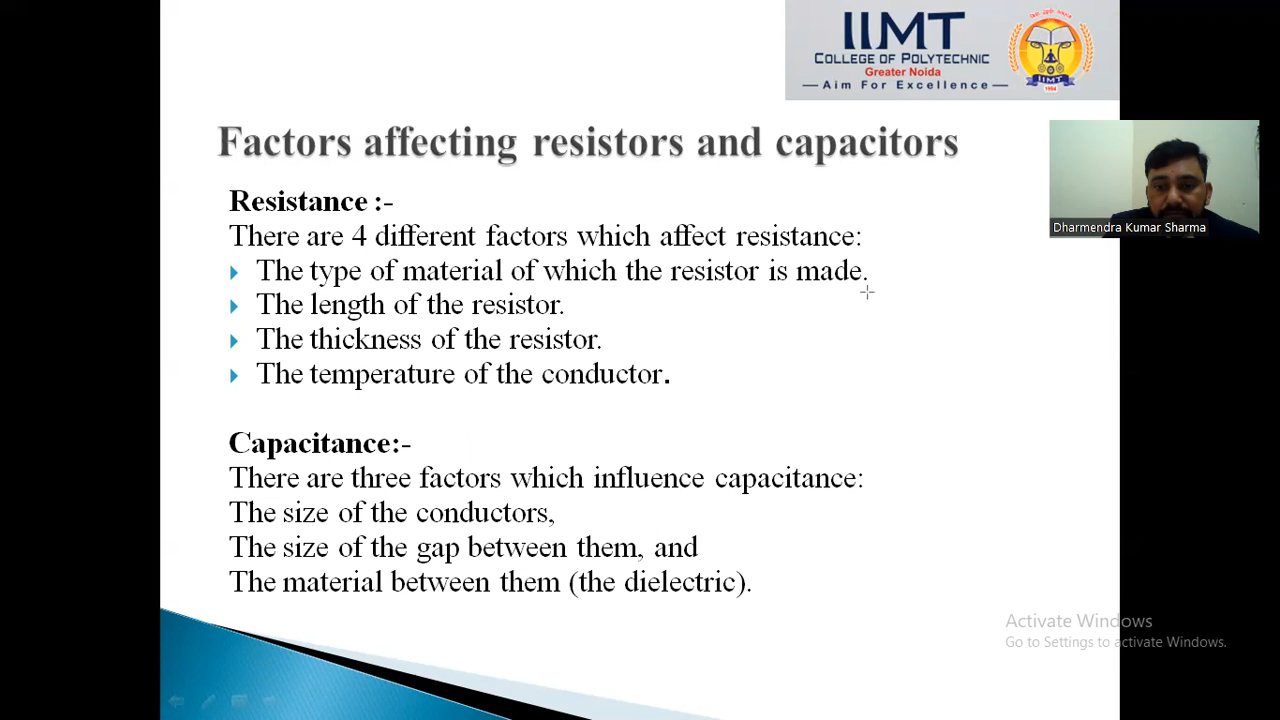 IIMT
COLLEGE OF POLYTECHNIC
Greater Noida
Aim For Excellence
IIMT
Factors affecting resistors and capacitors
Dharmendra Kumar Sharma
Resistance :-
There are 4 different factors which affect resistance:
The type of material of which the resistor is made.
The length of the resistor.
The thickness of the resistor.
The temperature of the conductor.
Capacitance:-
There are three factors which influence capacitance:
The size of the conductors,
The size of the gap between them, and
The material between them (the dielectric).
Activate Windows
Go to Settings to activate Windows.